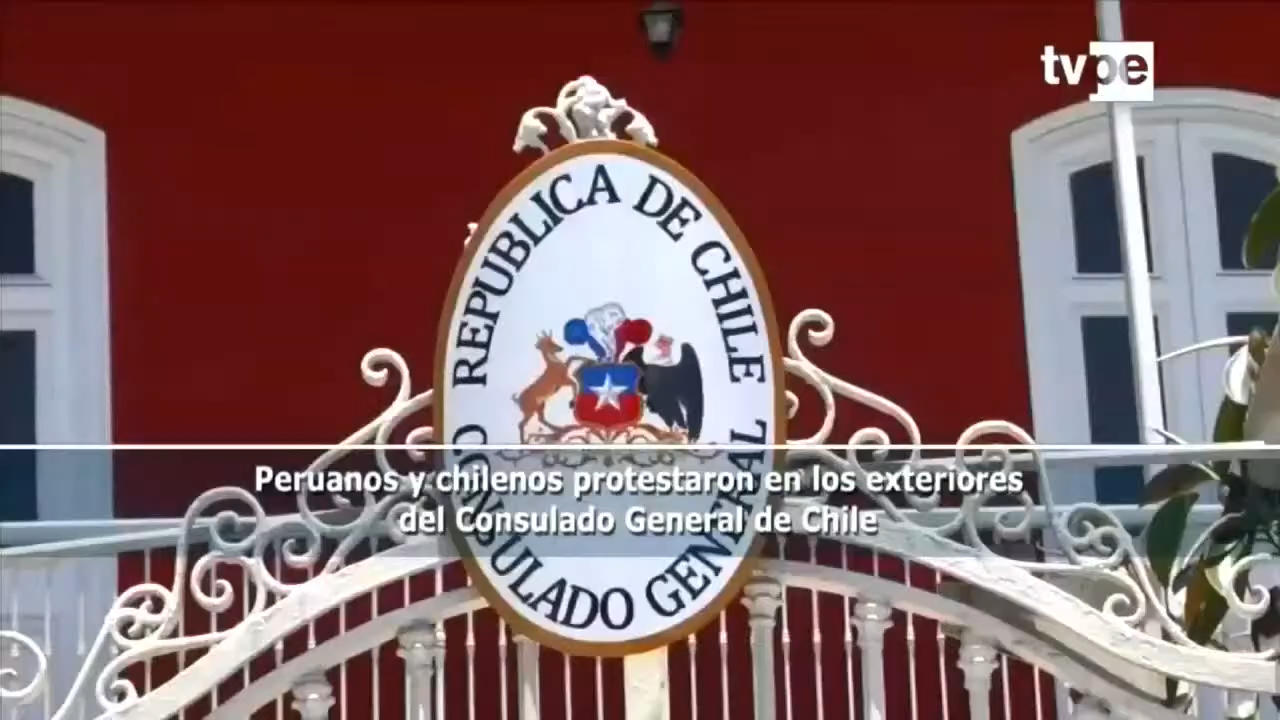 tvpe
REPUBLICA DE CHILE
CONSULADO GENERAL
Peruanos y chilenos protestaron en los exteriores
del Consulado General de Chile